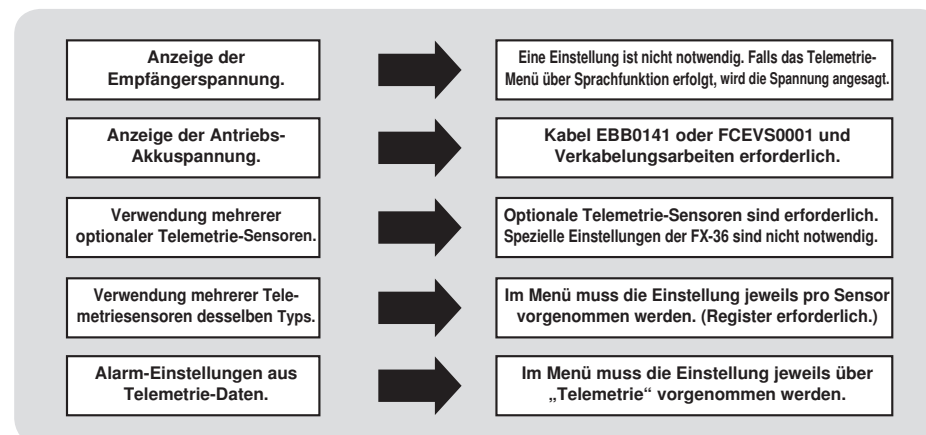 Anzeige der
Empfängerspannung.
Eine Einstellung ist nicht notwendig. Falls das Telemetrie-
Menü über Sprachfunktion erfolgt, wird die Spannung angesagt.
Anzeige der Antriebs-
Akkuspannung.
Kabel EBB0141 oder FCEVS0001 und
Verkabelungsarbeiten erforderlich.
Verwendung mehrerer
optionaler Telemetrie-Sensoren.
Optionale Telemetrie-Sensoren sind erforderlich.
Spezielle Einstellungen der FX-36 sind nicht notwendig.
Verwendung mehrerer Tele-
metriesensoren desselben Typs.
Im Menü muss die Einstellung jeweils pro Sensor
vorgenommen werden. (Register erforderlich.)
Alarm-Einstellungen aus
Telemetrie-Daten.
Im Menü muss die Einstellung jeweils über
„Telemetrie“ vorgenommen werden.